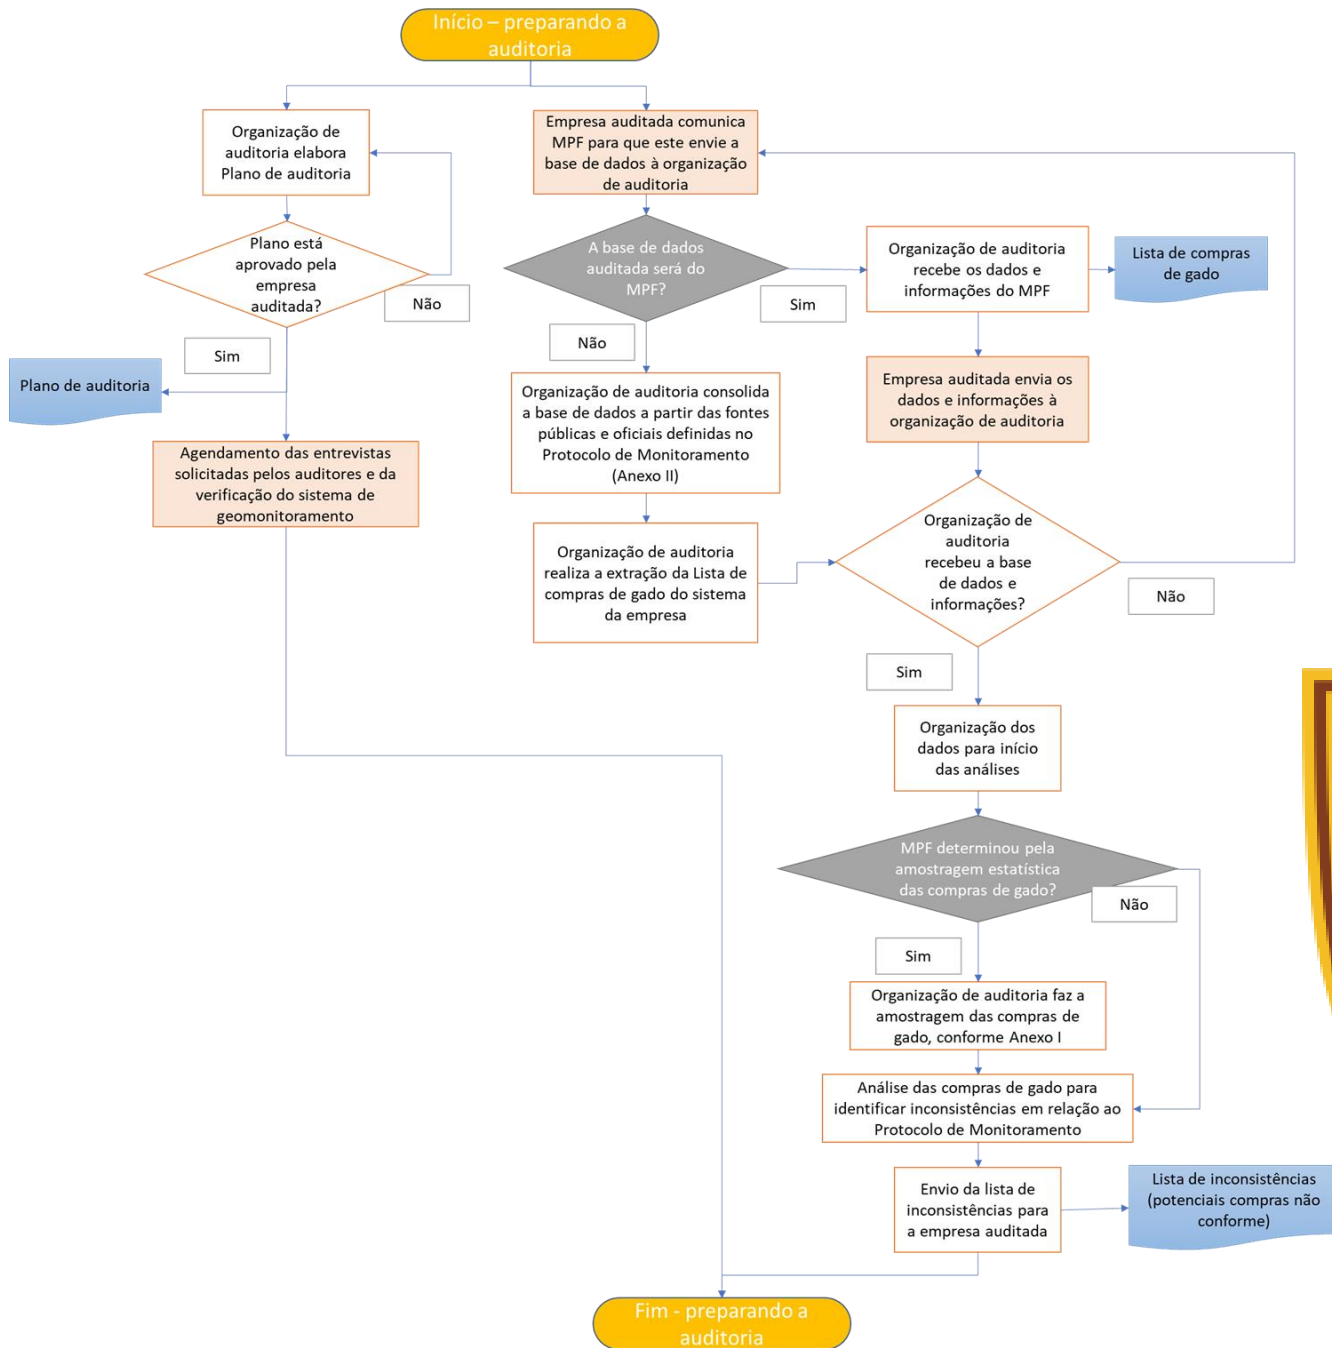 Início – preparando a
auditoria
Organização de
auditoria elabora
Plano de auditoria
Plano está
aprovado pela
empresa
auditada?
Não
Sim
Plano de auditoria
Agendamento das entrevistas
solicitadas pelos auditores e da
verificação do sistema de
geomonitoramento
Empresa auditada comunica
MPF para que este envie a
base de dados à organização
de auditoria
A base de dados
auditada será do
MPF?
Sim
Não
Organização de auditoria
recebe os dados e
informações do MPF
Lista de compras
de gado
Empresa auditada envia os
dados e informações à
organização de auditoria
Organização de auditoria consolida
a base de dados a partir das fontes
públicas e oficiais definidas no
Protocolo de Monitoramento
(Anexo II)
Organização de auditoria
realiza a extração da Lista de
compras de gado do sistema
da empresa
Organização de
auditoria
recebeu a base
de dados e
informações?
Não
Sim
Organização dos
dados para início
das análises
MPF determinou pela
amostragem estatística
das compras de gado?
Não
Sim
Organização de auditoria faz a
amostragem das compras de
gado, conforme Anexo I
Análise das compras de gado para
identificar inconsistências em relação ao
Protocolo de Monitoramento
Envio da lista de
inconsistências para
a empresa auditada
Lista de inconsistências
(potenciais compras não
conforme)
Fim - preparando a
auditoria